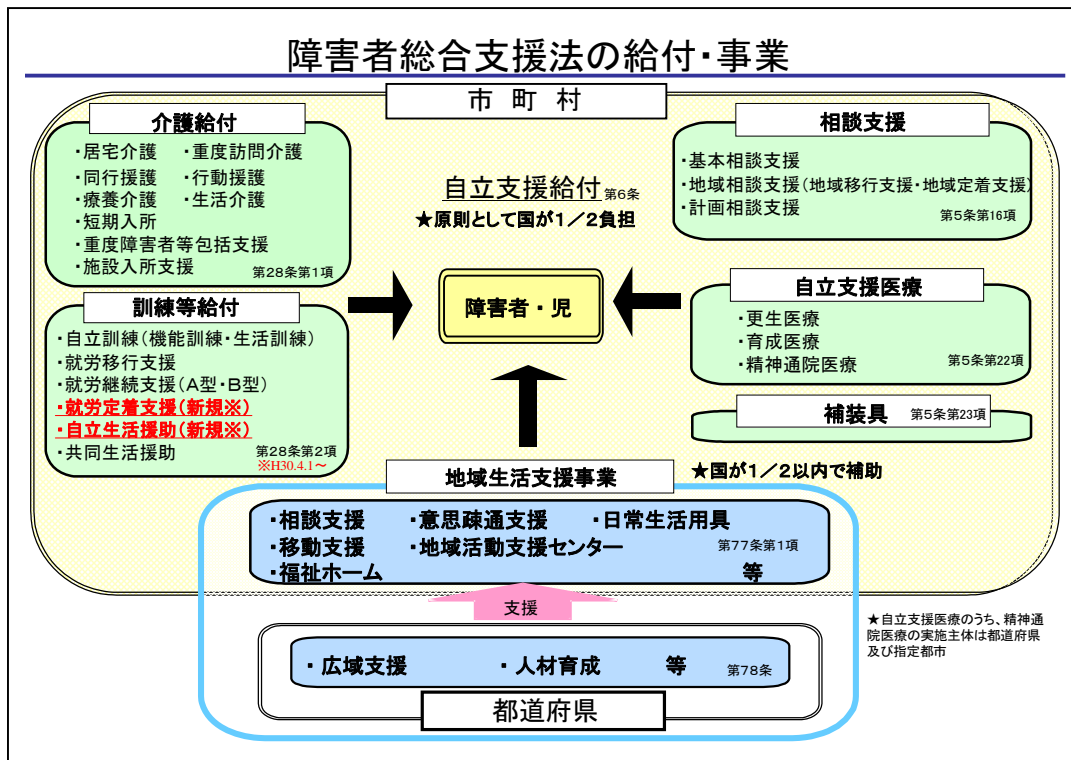 障害者総合支援法の給付・事業
市 町 村
介護給付
・居宅介護　・重度訪問介護
・同行援護　・行動援護
・療養介護　・生活介護
・短期入所
・重度障害者等包括支援
・施設入所支援　第28条第1項
訓練等給付
・自立訓練(機能訓練・生活訓練)
・就労移行支援
・就労継続支援(A型・B型)
・就労定着支援(新規※)
・自立生活援助(新規※)
・共同生活援助　第28条第2項
※H30.4.1～
自立支援給付 第6条
★原則として国が1/2負担
障害者・児
相談支援
・基本相談支援
・地域相談支援(地域移行支援・地域定着支援)
・計画相談支援　第5条第16項
自立支援医療
・更生医療
・育成医療
・精神通院医療　第5条第22項
補装具　第5条第23項
★国が1/2以内で補助
地域生活支援事業
・相談支援　・意思疎通支援　・日常生活用具
・移動支援　・地域活動支援センター　第77条第1項
・福祉ホーム　等
支援
・広域支援　・人材育成　等　第78条
都道府県
★自立支援医療のうち、精神通
院医療の実施主体は都道府県
及び指定都市